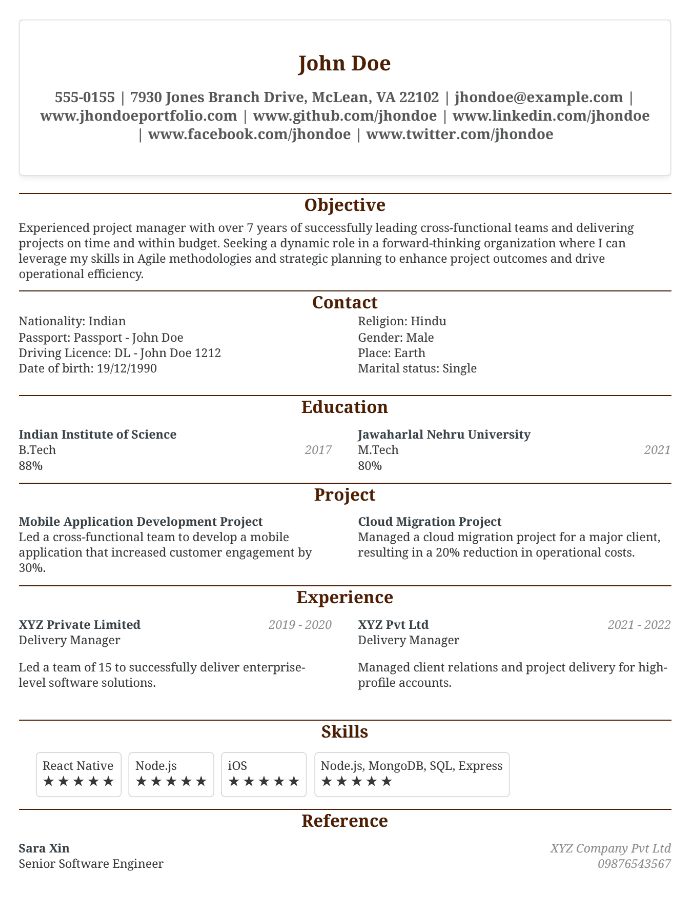 John Doe
555-0155 | 7930 Jones Branch Drive, McLean, VA 22102 | jhondoe@example.com |
www.jhondoeportfolio.com | www.github.com/jhondoe | www.linkedin.com/jhondoe
| www.facebook.com/jhondoe | www.twitter.com/jhondoe
Objective
Experienced project manager with over 7 years of successfully leading cross-functional teams and delivering
projects on time and within budget. Seeking a dynamic role in a forward-thinking organization where I can
leverage my skills in Agile methodologies and strategic planning to enhance project outcomes and drive
operational efficiency.
Contact
Nationality: Indian
Passport: Passport - John Doe
Driving Licence: DL - John Doe 1212
Date of birth: 19/12/1990
Religion: Hindu
Gender: Male
Place: Earth
Marital status: Single
Education
Indian Institute of Science
B.Tech 2017
88%
Jawaharlal Nehru University
M.Tech 2021
80%
Project
Mobile Application Development Project
Led a cross-functional team to develop a mobile
application that increased customer engagement by
30%.
Cloud Migration Project
Managed a cloud migration project for a major client,
resulting in a 20% reduction in operational costs.
Experience
XYZ Private Limited 2019 - 2020
Delivery Manager
Led a team of 15 to successfully deliver enterprise-
level software solutions.
XYZ Pvt Ltd 2021 - 2022
Delivery Manager
Managed client relations and project delivery for high-
profile accounts.
Skills
React Native
★★★★★
Node.js
★★★★★
iOS
★★★★★
Node.js, MongoDB, SQL, Express
★★★★★
Reference
Sara Xin XYZ Company Pvt Ltd
Senior Software Engineer 09876543567